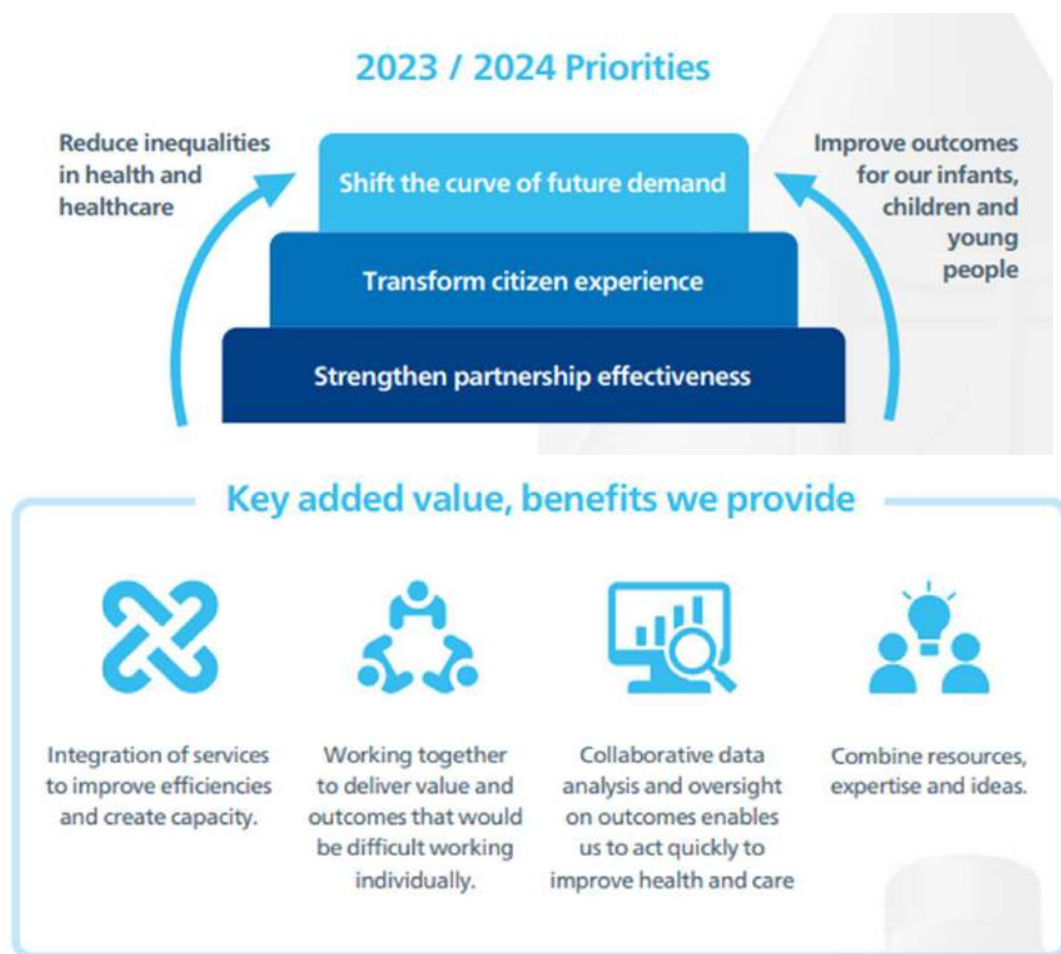 2023 / 2024 Priorities
Reduce inequalities
in health and
healthcare
Shift the curve of future demand
Transform citizen experience
Strengthen partnership effectiveness
Improve outcomes
for our infants,
children and
young
people
Key added value, benefits we provide
Integration of services
to improve efficiencies
and create capacity.
Working together
to deliver value and
outcomes that would
be difficult working
individually.
Collaborative data
analysis and oversight
on outcomes enables
us to act quickly to
improve health and care
Combine resources,
expertise and ideas.